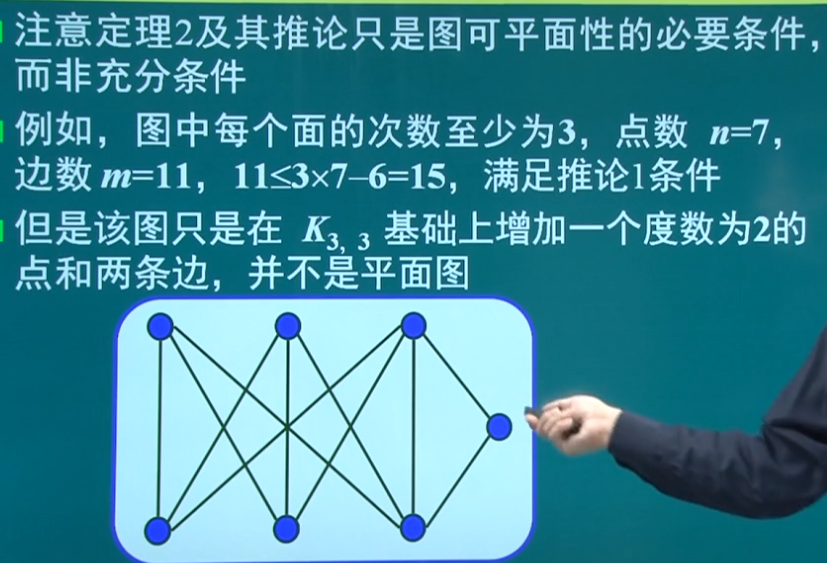 注意定理2及其推论只是图可平面性的必要条件，
而非充分条件
例如，图中每个面的次数至少为3，点数 n=7，
边数 m=11，11≤3×7–6=15，满足推论1条件
但是该图只是在 K3, 3 基础上增加一个度数为2的
点和两条边，并不是平面图